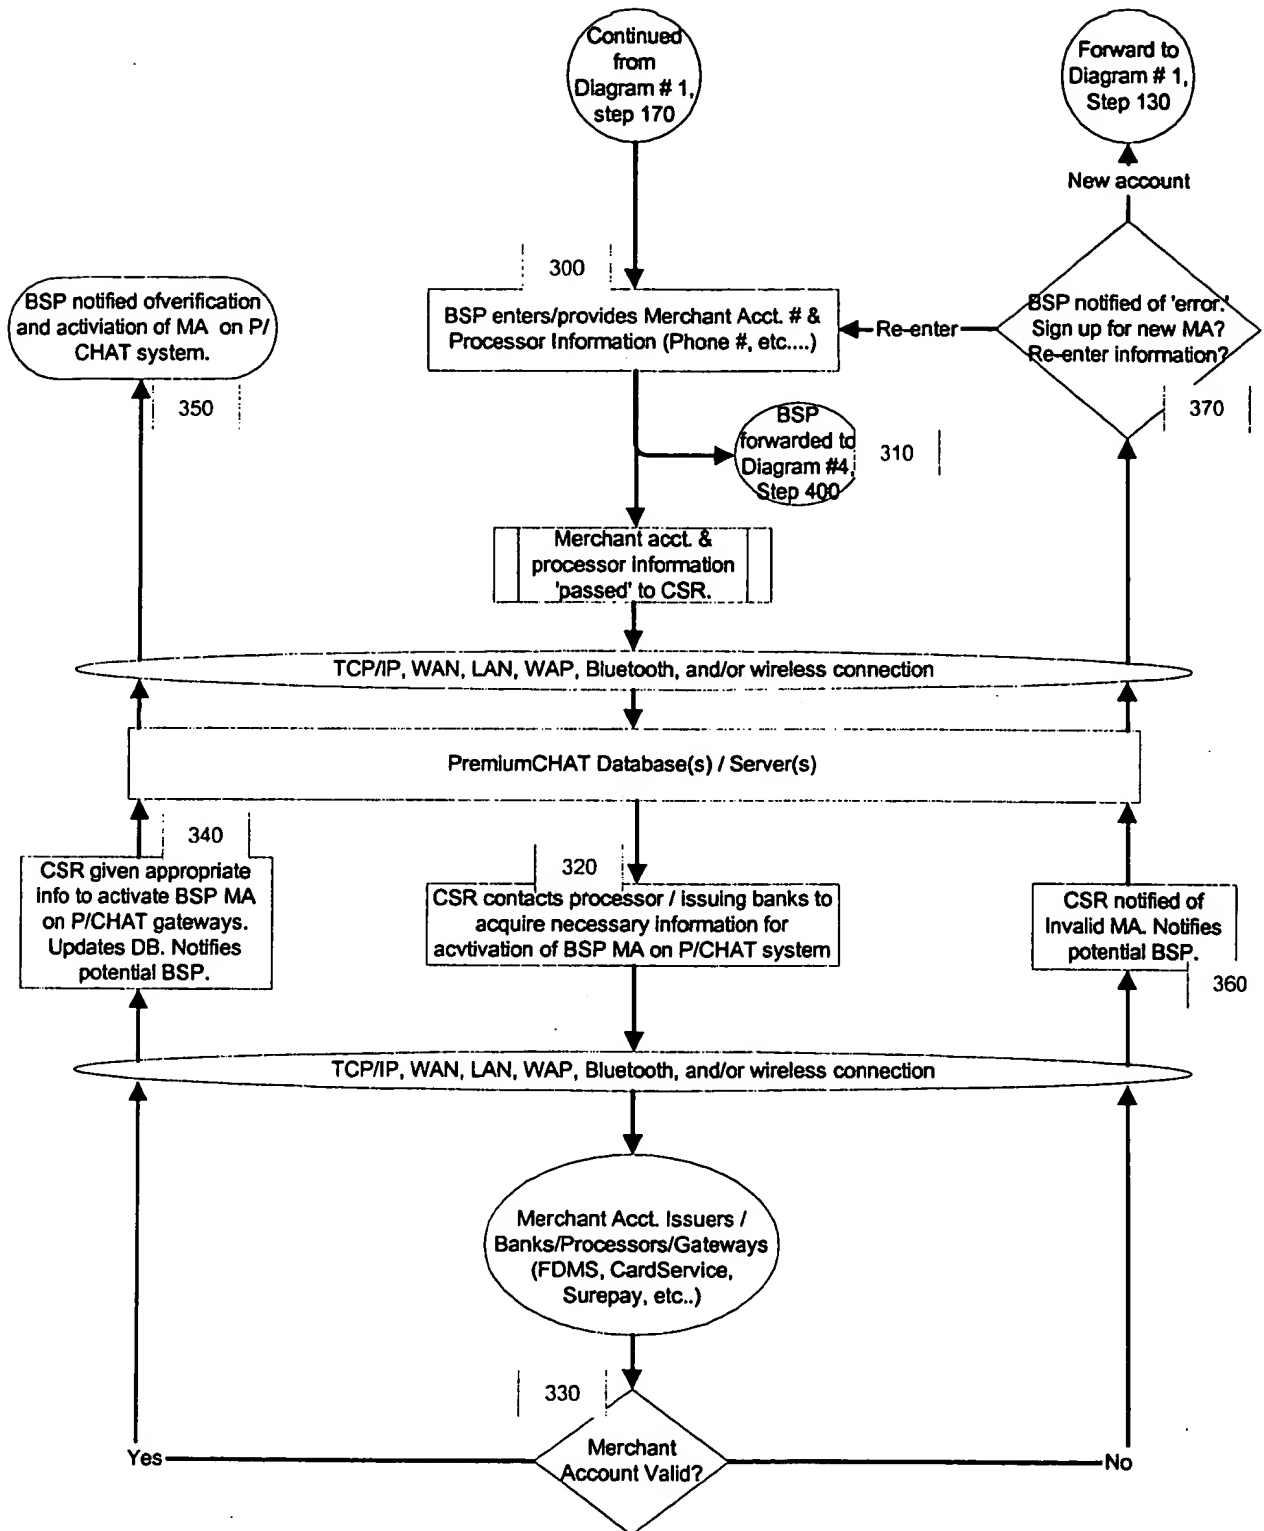 Continued
from
Diagram # 1,
step 170
Forward to
Diagram # 1,
Step 130
New account
300
BSP notified ofverification
and activiation of MA on P/
CHAT system.
350
BSP enters/provides Merchant Acct. # &
Processor Information (Phone #, etc....)
Re-enter
BSP notified of 'error.'
Sign up for new MA?
Re-enter information?
370
BSP
forwarded to
Diagram #4,
Step 400
310
Merchant acct. &
processor information
'passed' to CSR.
TCP/IP, WAN, LAN, WAP, Bluetooth, and/or wireless connection
PremiumCHAT Database(s) / Server(s)
340
CSR given appropriate
info to activate BSP MA
on P/CHAT gateways.
Updates DB. Notifies
potential BSP.
320
CSR contacts processor / issuing banks to
acquire necessary information for
acvtivation of BSP MA on P/CHAT system
CSR notified of
Invalid MA. Notifies
potential BSP.
360
TCP/IP, WAN, LAN, WAP, Bluetooth, and/or wireless connection
Merchant Acct. Issuers /
Banks/Processors/Gateways
(FDMS, CardService,
Surepay, etc..)
330
Merchant
Account Valid?
Yes
No